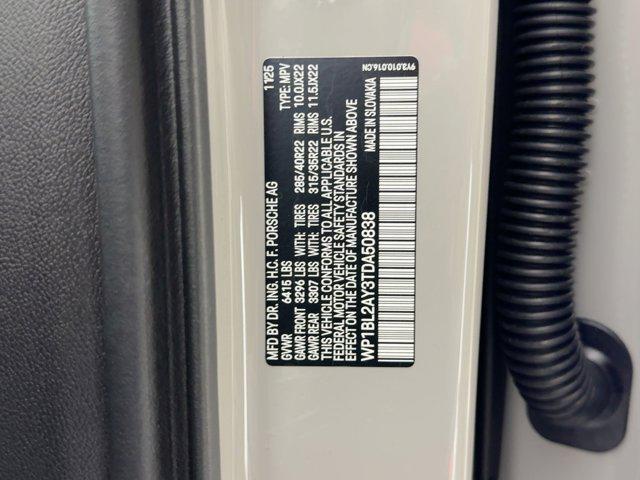 MFD BY DR. ING. H.C. F. PORSCHE AG 11/25
GVWR 6415 LBS TYPE: MPV
GAWR FRONT 3296 LBS WITH: TIRES 285/40R22 RIMS 10.0JX22
GAWR REAR 3307 LBS WITH: TIRES 315/35R22 RIMS 11.5JX22
THIS VEHICLE CONFORMS TO ALL APPLICABLE U.S.
FEDERAL MOTOR VEHICLE SAFETY STANDARDS IN
EFFECT ON THE DATE OF MANUFACTURE SHOWN ABOVE
WP1BL2AY3TDA50838 MADE IN SLOVAKIA
9Y3.010.016.CN